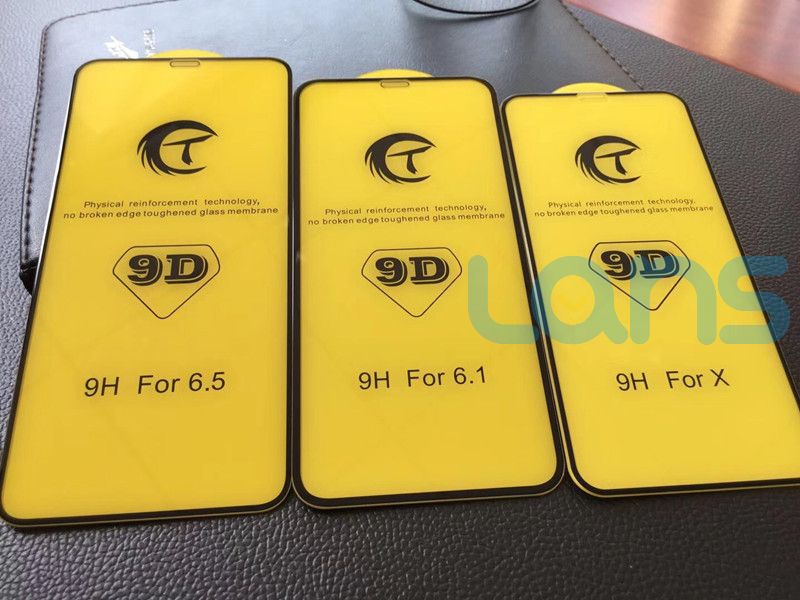 Physical reinforcement technology,
no broken edge toughened glass membrane
9D
9H For 6.5
Physical reinforcement technology,
no broken edge toughened glass membrane
9D
9H For 6.1
Physical reinforcement technology,
no broken edge toughened glass membrane
9D
9H For X
Lans